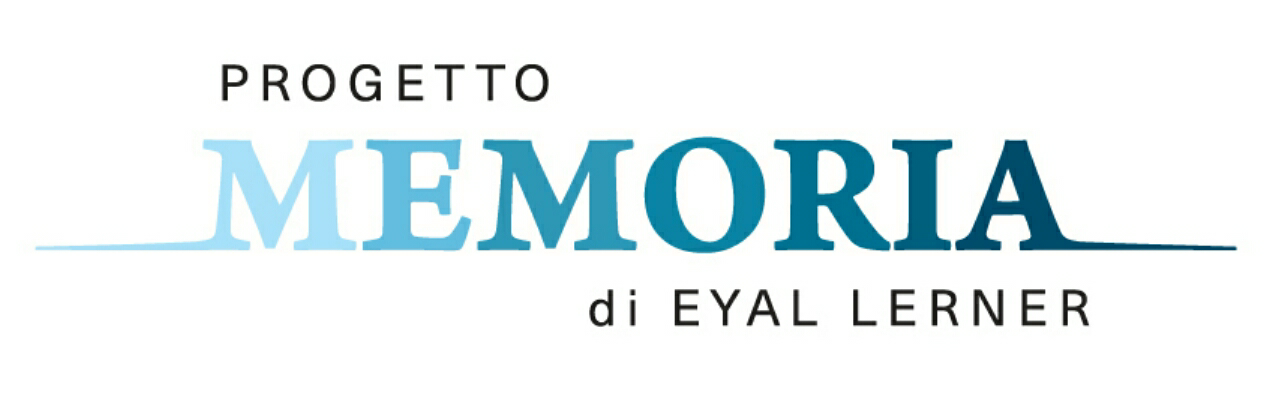 PROGETTO
MEMORIA
di EYAL LERNER